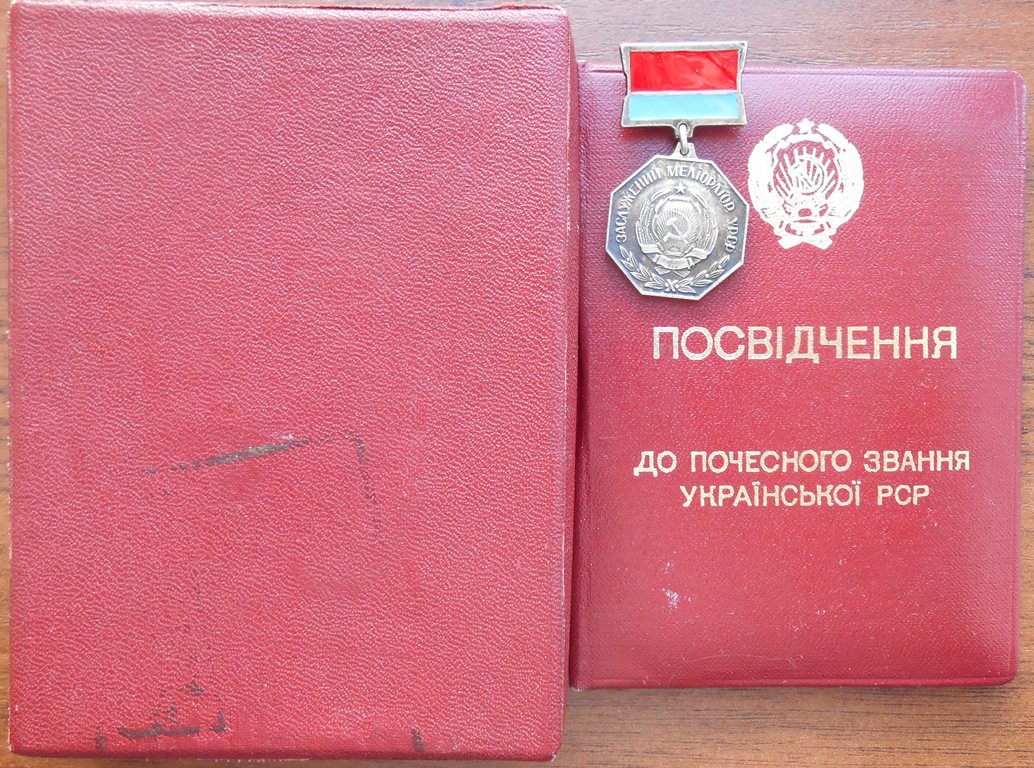 ЗАСЛУЖЕНИЙ МЕЛІОРАТОР УРСР
ПОСВІДЧЕННЯ
ДО ПОЧЕСНОГО ЗВАННЯ
УКРАЇНСЬКОЇ РСР